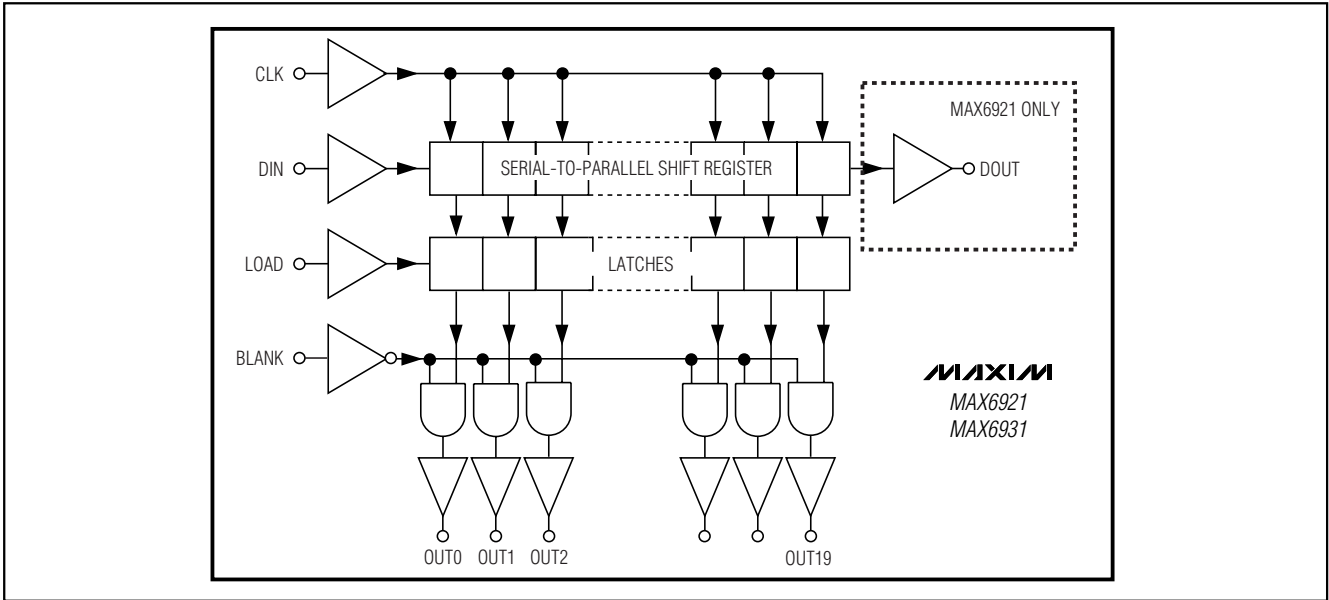 CLK
MAX6921 ONLY
DIN
SERIAL-TO-PARALLEL SHIFT REGISTER
DOUT
LOAD
LATCHES
BLANK
MAXIM
MAX6921
MAX6931
OUT0 OUT1 OUT2 OUT19